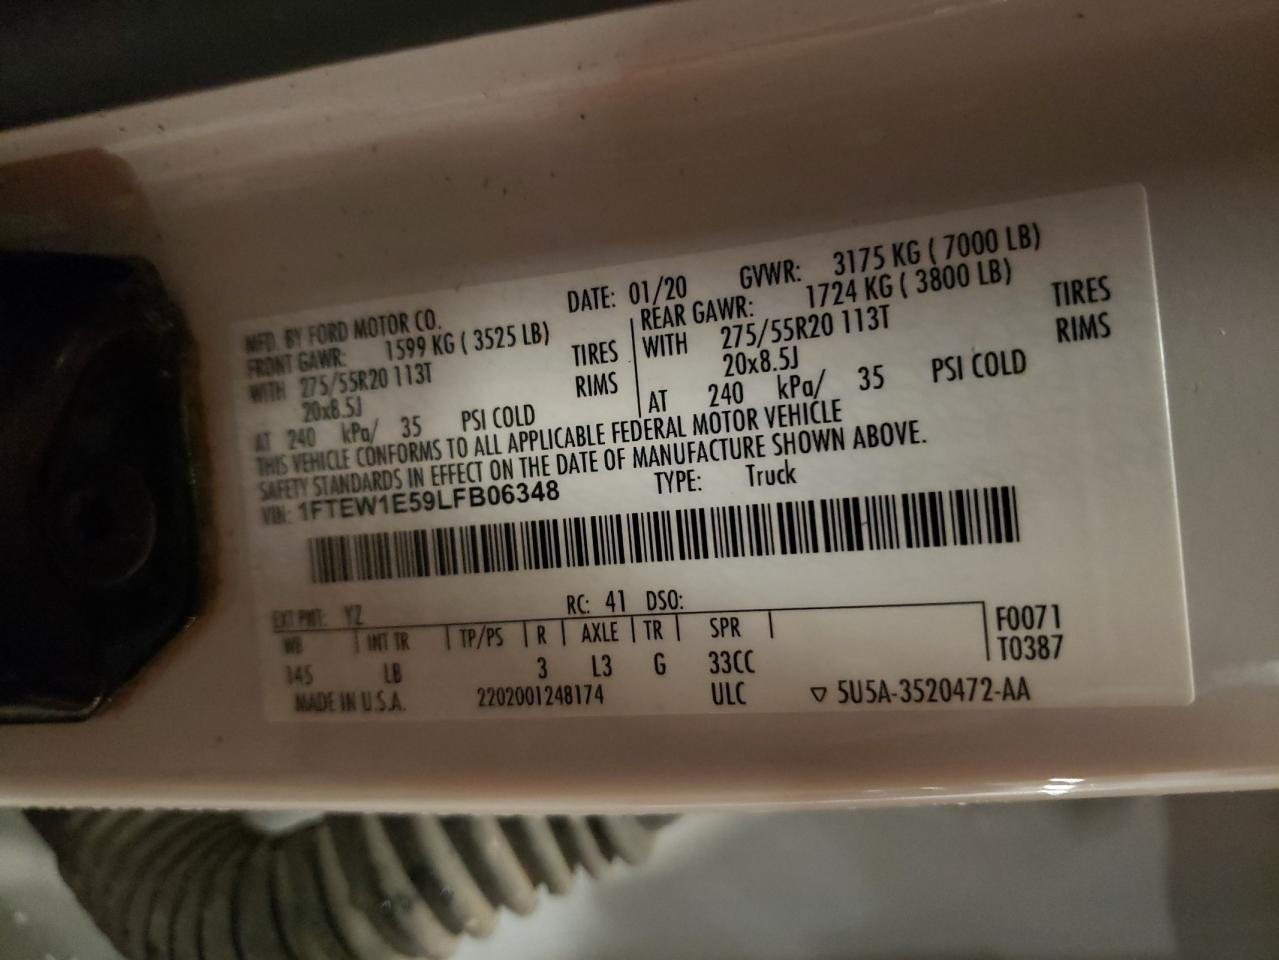 MFD. BY FORD MOTOR CO. DATE: 01/20 GVWR: 3175 KG ( 7000 LB)
FRONT GAWR: 1599 KG ( 3525 LB) REAR GAWR: 1724 KG ( 3800 LB)
WITH 275/55R20 113T TIRES WITH 275/55R20 113T TIRES
20x8.5J RIMS 20x8.5J RIMS
AT 240 kPa/ 35 PSI COLD AT 240 kPa/ 35 PSI COLD
THIS VEHICLE CONFORMS TO ALL APPLICABLE FEDERAL MOTOR VEHICLE
SAFETY STANDARDS IN EFFECT ON THE DATE OF MANUFACTURE SHOWN ABOVE.
VIN: 1FTEW1E59LFB06348 TYPE: Truck
EXT PNT: YZ RC: 41 DSO:
WB INT TR TP/PS R AXLE TR SPR F0071
145 LB 3 L3 G 33CC T0387
MADE IN U.S.A. 2202001248174 ULC ▽ 5U5A-3520472-AA